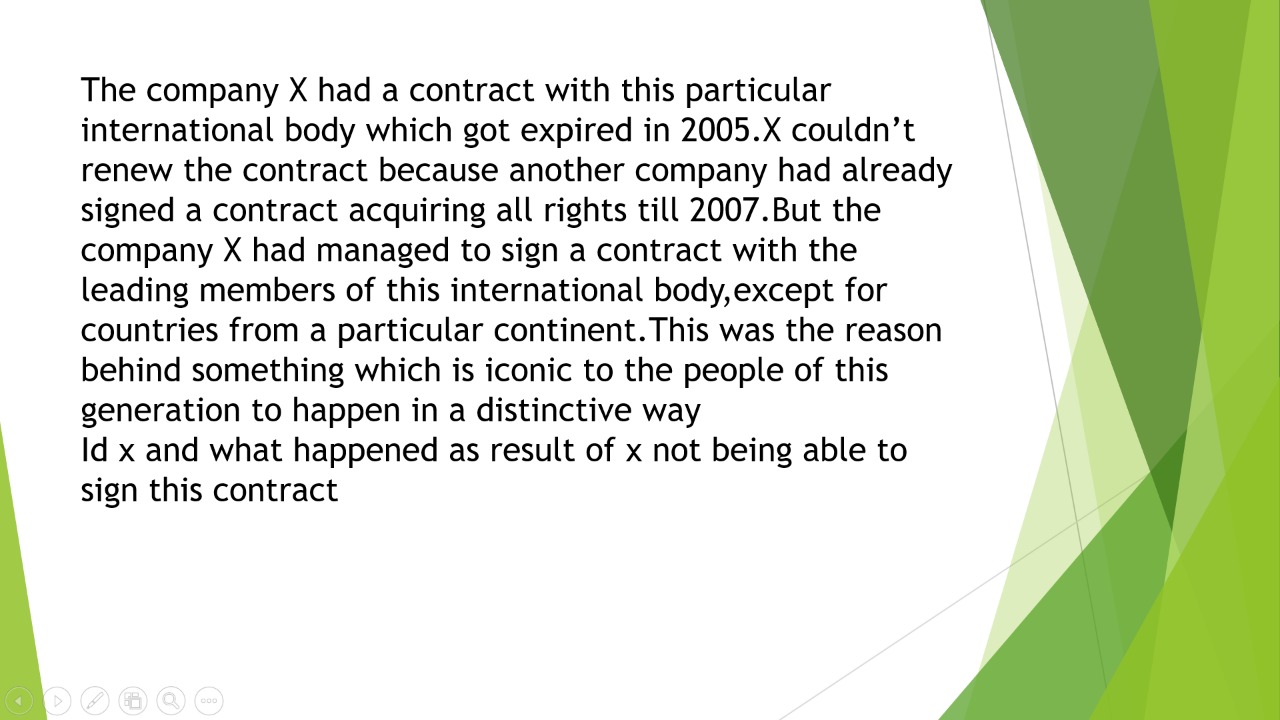 The company X had a contract with this particular
international body which got expired in 2005.X couldn’t
renew the contract because another company had already
signed a contract acquiring all rights till 2007.But the
company X had managed to sign a contract with the
leading members of this international body,except for
countries from a particular continent.This was the reason
behind something which is iconic to the people of this
generation to happen in a distinctive way
Id x and what happened as result of x not being able to
sign this contract